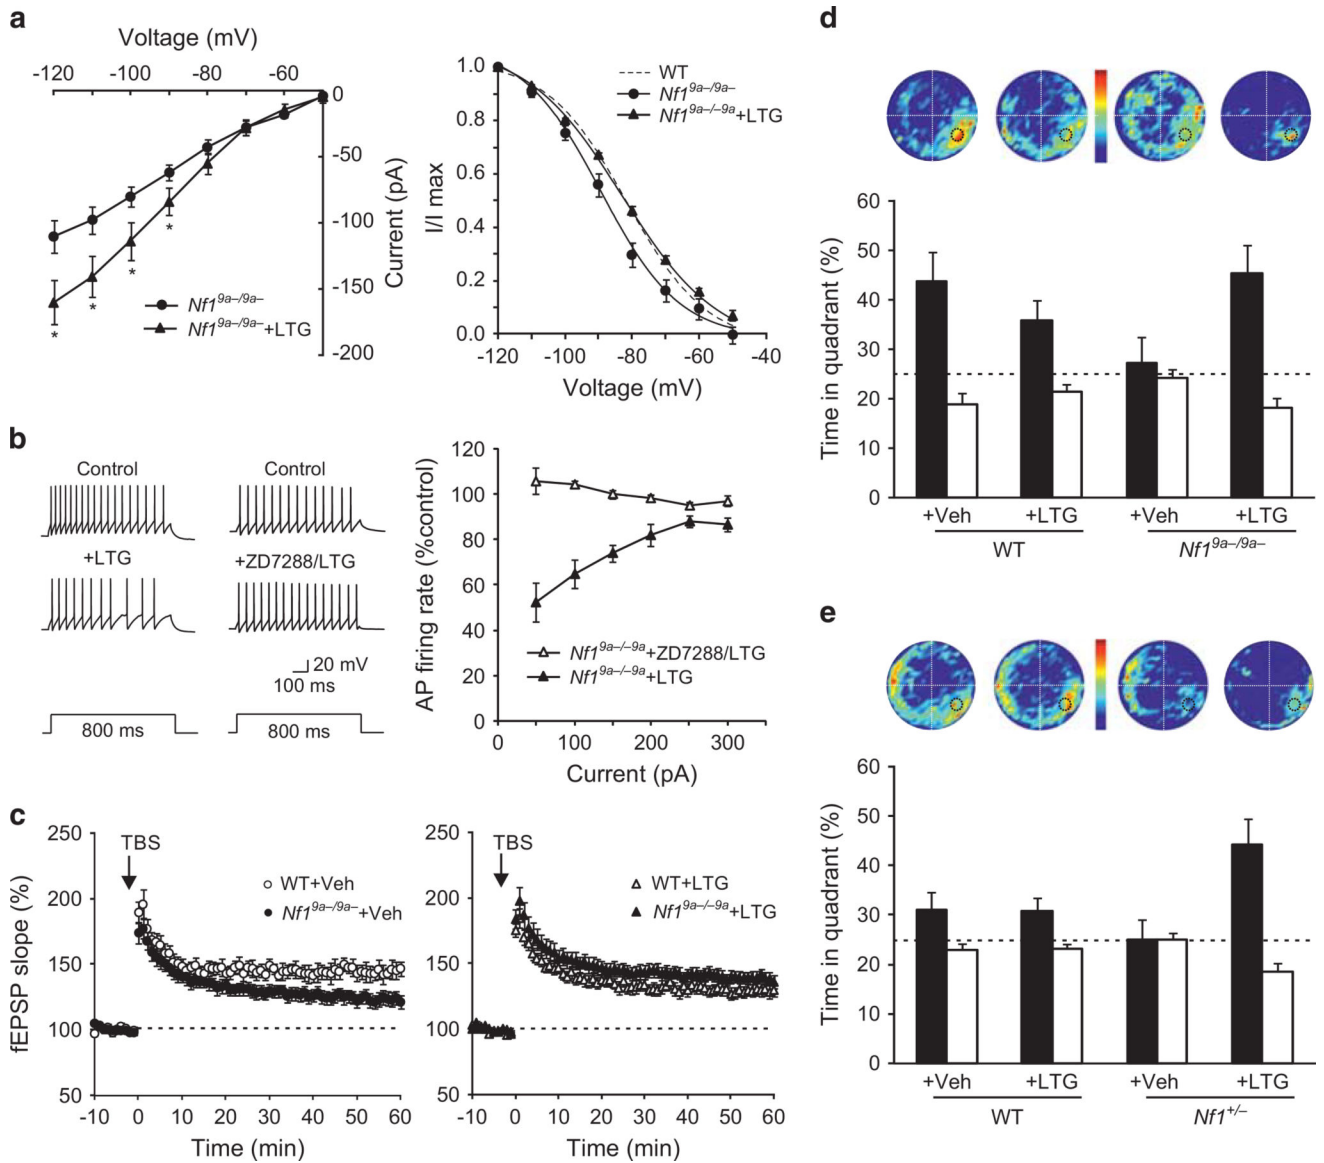 a
Voltage (mV)
-120 -100 -80 -60
0
-50
-100
-150
-200
Current (pA)
* * * *
Nf1 9a–/9a–
Nf1 9a–/9a– +LTG
1.0
0.8
0.6
0.4
0.2
0.0
I/I max
WT
Nf1 9a–/9a–
Nf1 9a–/–9a +LTG
-120 -100 -80 -60 -40
Voltage (mV)
b
Control
+LTG
Control
+ZD7288/LTG
20 mV
100 ms
800 ms
800 ms
120
100
80
60
40
20
0
AP firing rate (%control)
Nf1 9a–/–9a +ZD7288/LTG
Nf1 9a–/–9a +LTG
0 100 200 300
Current (pA)
c
250
200
150
100
50
fEPSP slope (%)
TBS
WT+Veh
Nf1 9a–/9a– +Veh
-10 0 10 20 30 40 50 60
Time (min)
250
200
150
100
50
TBS
WT+LTG
Nf1 9a–/–9a +LTG
-10 0 10 20 30 40 50 60
Time (min)
d
60
50
40
30
20
10
0
Time in quadrant (%)
+Veh +LTG +Veh +LTG
WT Nf1 9a–/9a–
e
60
50
40
30
20
10
0
Time in quadrant (%)
+Veh +LTG +Veh +LTG
WT Nf1 +/–